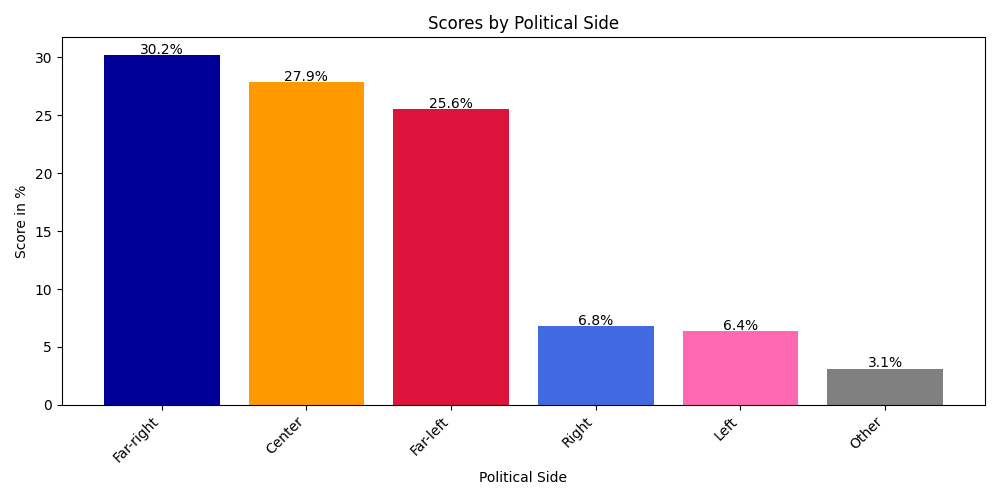 Scores by Political Side
Score in %
30
25
20
15
10
5
0
30.2%
27.9%
25.6%
6.8%
6.4%
3.1%
Far-right
Center
Far-left
Right
Left
Other
Political Side